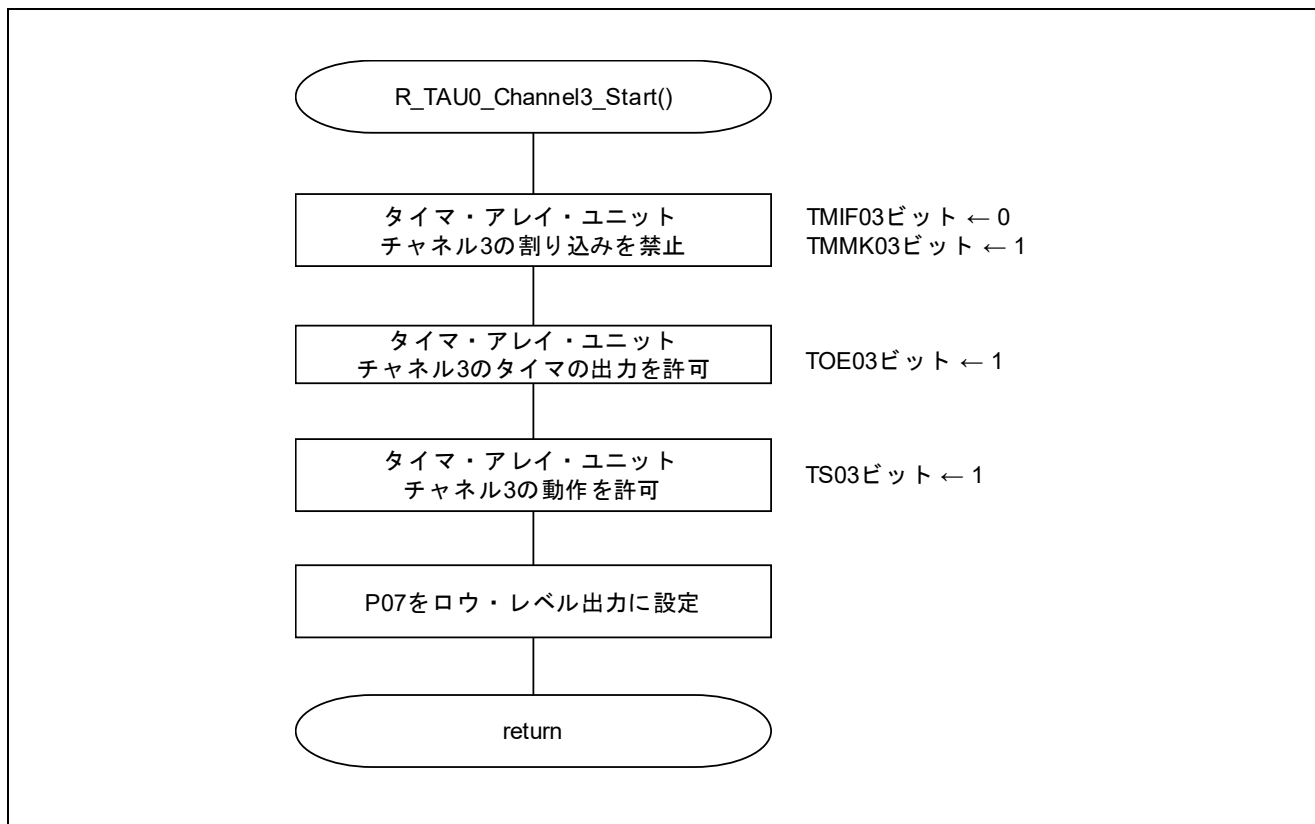 R_TAU0_Channel3_Start()
タイマ・アレイ・ユニット
チャネル3の割り込みを禁止
TMIF03ビット ← 0
TMMK03ビット ← 1
タイマ・アレイ・ユニット
チャネル3のタイマの出力を許可
TOE03ビット ← 1
タイマ・アレイ・ユニット
チャネル3の動作を許可
TS03ビット ← 1
P07をロウ・レベル出力に設定
return